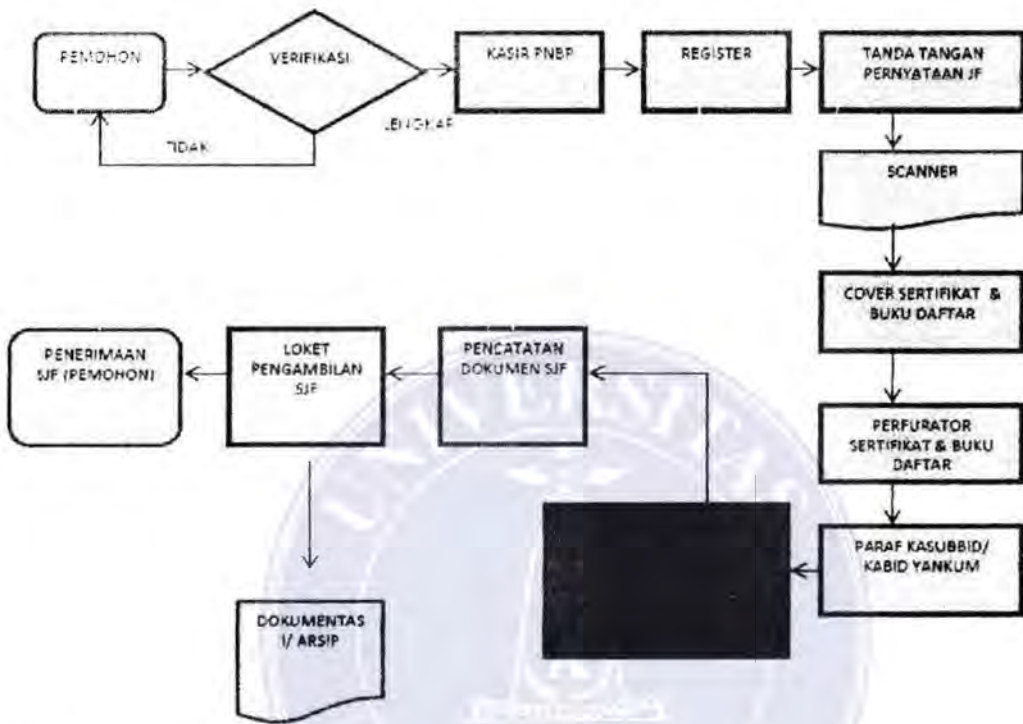 PEMOHON
VERIFIKASI
KASIR PNBP
REGISTER
TANDA TANGAN
PERNYATAAN JF
LENGKAP
TIDAK
SCANNER
COVER SERTIFIKAT &
BUKU DAFTAR
PENERIMAAN
SJF (PEMOHON)
LOKET
PENGAMBILAN
SJF
PENCATATAN
DOKUMEN SJF
PERFURATOR
SERTIFIKAT & BUKU
DAFTAR
PARAF KASUBBID/
KABID YANKUM
DOKUMENTAS
I/ ARSIP
UNIVERSITAS